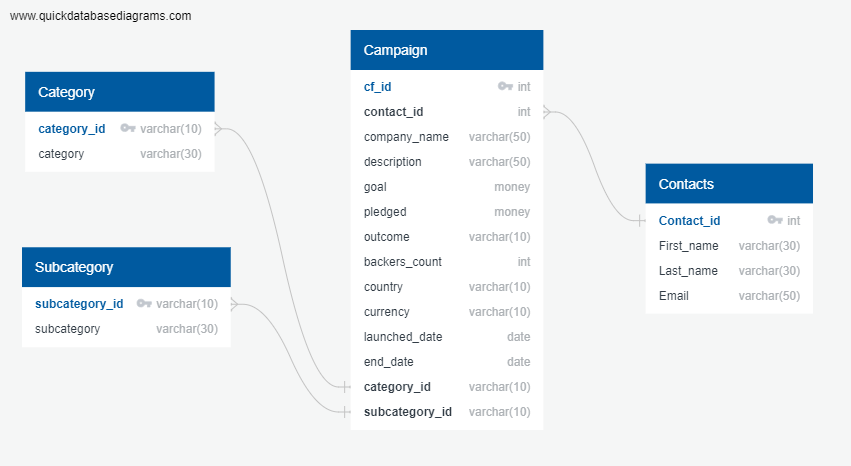 www.quickdatabasediagrams.com
Category
category_id varchar(10)
category varchar(30)
Subcategory
subcategory_id varchar(10)
subcategory varchar(30)
Campaign
cf_id int
contact_id int
company_name varchar(50)
description varchar(50)
goal money
pledged money
outcome varchar(10)
backers_count int
country varchar(10)
currency varchar(10)
launched_date date
end_date date
category_id varchar(10)
subcategory_id varchar(10)
Contacts
Contact_id int
First_name varchar(30)
Last_name varchar(30)
Email varchar(50)